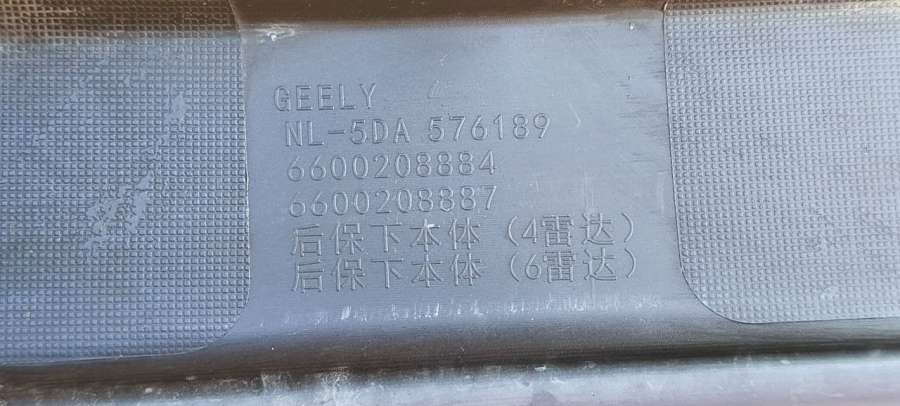 GEELY
NL-5DA 576189
6600208884
6600208887
后保下本体 (4雷达)
后保下本体 (6雷达)